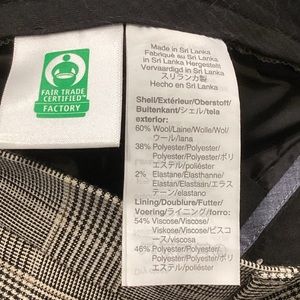 FAIR TRADE
CERTIFIED™
FACTORY
Made in Sri Lanka
Fabriqué au Sri Lanka
In Sri Lanka Hergestellt
Vervaardigd in Sri Lanka
スリランカ製
Hecho en Sri Lanka
Shell/Extérieur/Oberstoff/
Buitenkant/シェル/tela
exterior:
60% Wool/Laine/Wolle/Wol/
ウール/lana
38% Polyester/Polyester/
Polyester/Polyester/ポリ
エステル/poliéster
2% Elastane/Élasthanne/
Elastan/Elastaan/エラス
テーン/elastano
Lining/Doublure/Futter/
Voering/ライニング/forro:
54% Viscose/Viscose/
Viskose/Viscose/ビスコ
ース/viscosa
46% Polyester/Polyester/
Polyester/Polyester/ポリ
エステル/poliéster